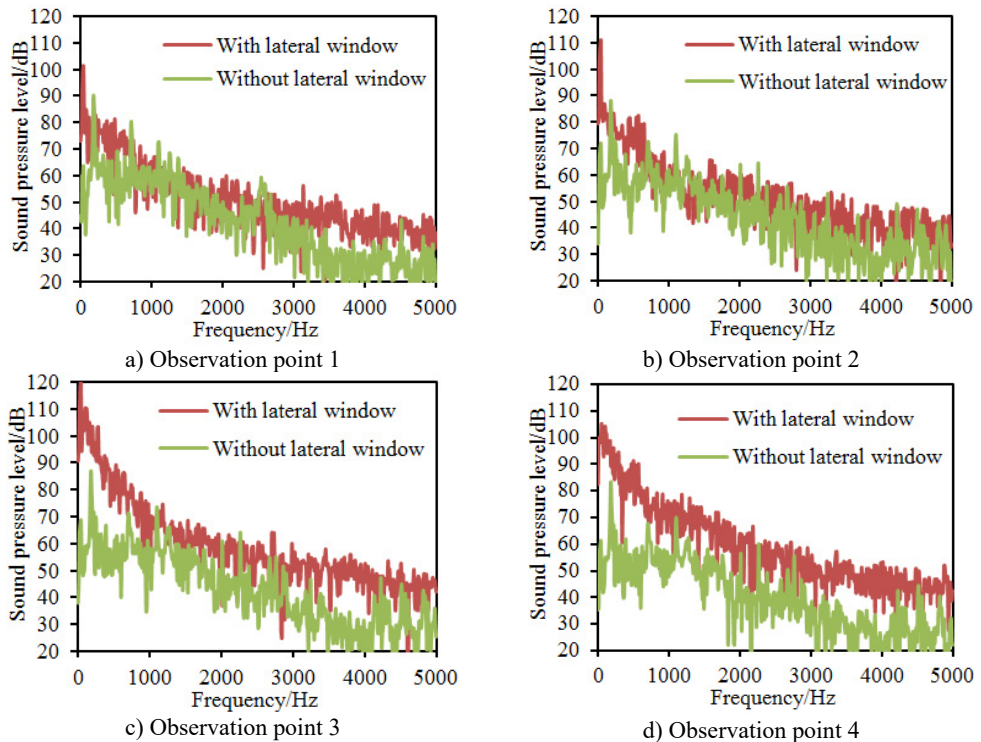 120
110
100
90
80
70
60
50
40
30
20
Sound pressure level/dB
With lateral window
Without lateral window
0 1000 2000 3000 4000 5000
Frequency/Hz
a) Observation point 1
120
110
100
90
80
70
60
50
40
30
20
Sound pressure level/dB
With lateral window
Without lateral window
0 1000 2000 3000 4000 5000
Frequency/Hz
b) Observation point 2
120
110
100
90
80
70
60
50
40
30
20
Sound pressure level/dB
With lateral window
Without lateral window
0 1000 2000 3000 4000 5000
Frequency/Hz
c) Observation point 3
120
110
100
90
80
70
60
50
40
30
20
Sound pressure level/dB
With lateral window
Without lateral window
0 1000 2000 3000 4000 5000
Frequency/Hz
d) Observation point 4